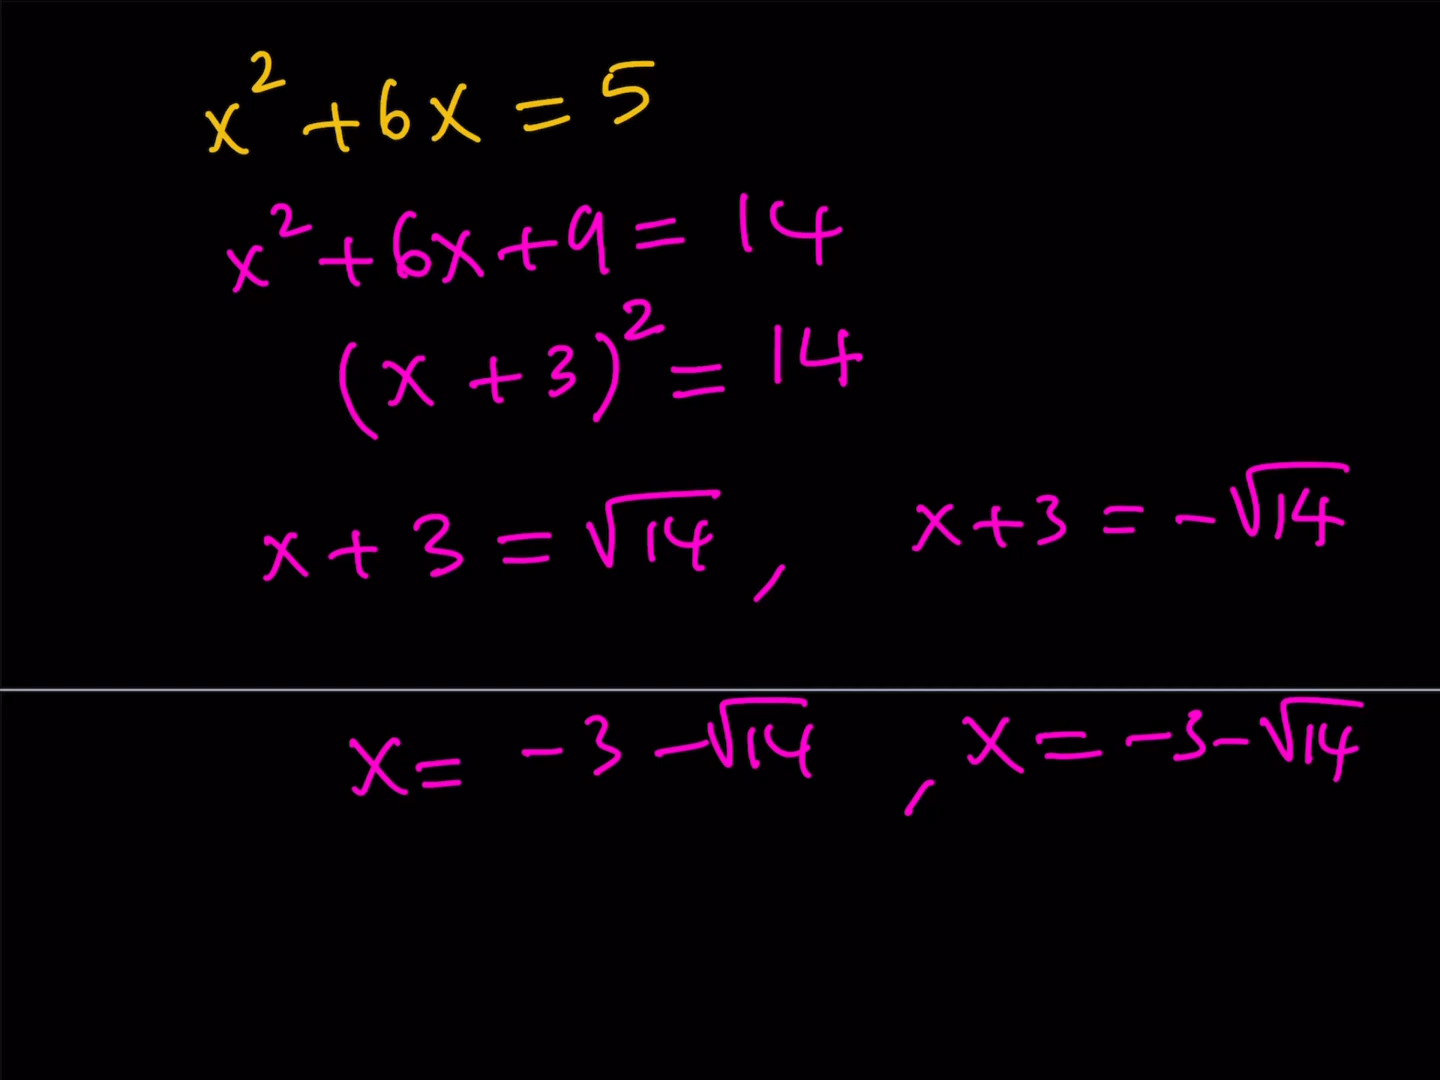 x² + 6x = 5
x² + 6x + 9 = 14
(x + 3)² = 14
x + 3 = √14 , x + 3 = -√14
x = -3 - √14 , x = -3 - √14